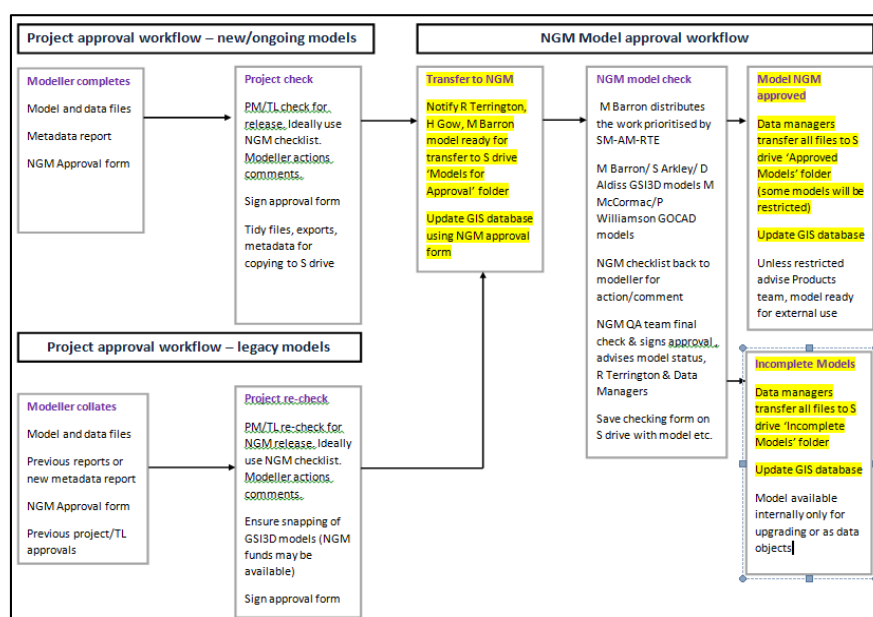 Project approval workflow – new/ongoing models
NGM Model approval workflow
Modeller completes
Model and data files
Metadata report
NGM Approval form
Project check
PM/TL check for
release. Ideally use
NGM checklist.
Modeller actions
comments.
Sign approval form
Tidy files, exports,
metadata for
copying to S drive
Transfer to NGM
Notify R Terrington,
H Gow, M Barron
model ready for
transfer to S drive
‘Models for
Approval’ folder
Update GIS database
using NGM approval
form
NGM model check
M Barron distributes
the work prioritised by
SM-AM-RTE
M Barron/ S Arkley/ D
Aldiss GSI3D models M
McCormac/P
Williamson GOCAD
models
NGM checklist back to
modeller for
action/comment
NGM QA team final
check & signs approval,
advises model status,
R Terrington & Data
Managers
Save checking form on
S drive with model etc.
Model NGM
approved
Data managers
transfer all files to S
drive ‘Approved
Models’ folder
(some models will be
restricted)
Update GIS database
Unless restricted
advise Products
team, model ready
for external use
Project approval workflow – legacy models
Modeller collates
Model and data files
Previous reports or
new metadata report
NGM Approval form
Previous project/TL
approvals
Project re-check
PM/TL re-check for
NGM release. Ideally
use NGM checklist.
Modeller actions
comments.
Ensure snapping of
GSI3D models (NGM
funds may be
available)
Sign approval form
Incomplete Models
Data managers
transfer all files to S
drive ‘Incomplete
Models’ folder
Update GIS database
Model available
internally only for
upgrading or as data
objects